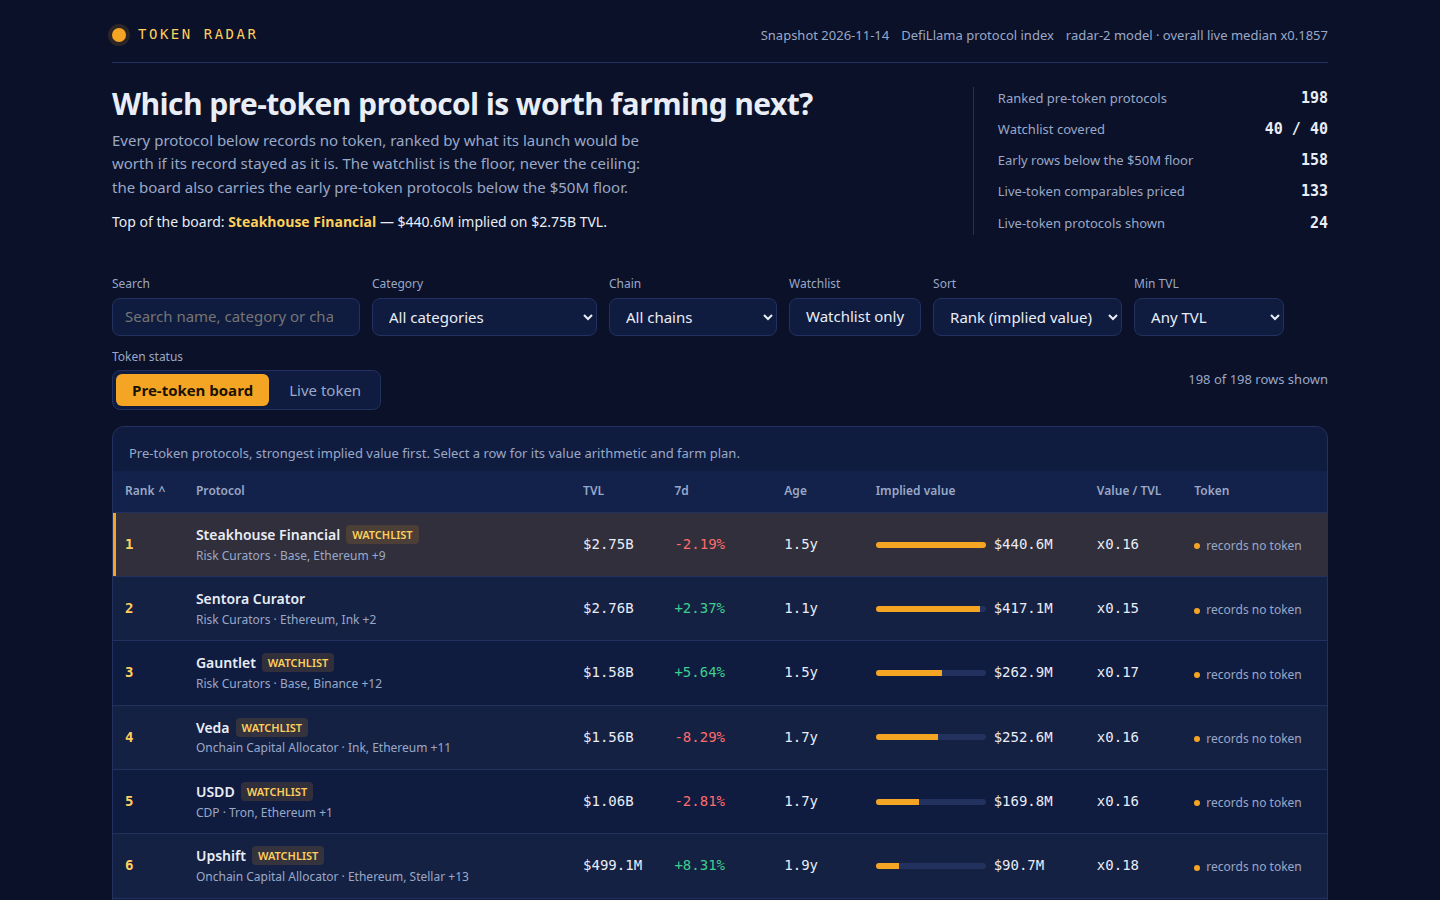 TOKEN RADAR
Snapshot 2026-11-14 DefiLlama protocol index radar-2 model · overall live median x0.1857
Which pre-token protocol is worth farming next?
Every protocol below records no token, ranked by what its launch would be
worth if its record stayed as it is. The watchlist is the floor, never the ceiling:
the board also carries the early pre-token protocols below the $50M floor.
Top of the board: Steakhouse Financial — $440.6M implied on $2.75B TVL.
Ranked pre-token protocols 198
Watchlist covered 40 / 40
Early rows below the $50M floor 158
Live-token comparables priced 133
Live-token protocols shown 24
Search Category Chain Watchlist Sort Min TVL
Search name, category or cha All categories All chains Watchlist only Rank (implied value) Any TVL
Token status
Pre-token board Live token
198 of 198 rows shown
Pre-token protocols, strongest implied value first. Select a row for its value arithmetic and farm plan.
Rank ^ Protocol TVL 7d Age Implied value Value / TVL Token
1 Steakhouse Financial WATCHLIST $2.75B -2.19% 1.5y $440.6M x0.16 records no token
Risk Curators · Base, Ethereum +9
2 Sentora Curator $2.76B +2.37% 1.1y $417.1M x0.15 records no token
Risk Curators · Ethereum, Ink +2
3 Gauntlet WATCHLIST $1.58B +5.64% 1.5y $262.9M x0.17 records no token
Risk Curators · Base, Binance +12
4 Veda WATCHLIST $1.56B -8.29% 1.7y $252.6M x0.16 records no token
Onchain Capital Allocator · Ink, Ethereum +11
5 USDD WATCHLIST $1.06B -2.81% 1.7y $169.8M x0.16 records no token
CDP · Tron, Ethereum +1
6 Upshift WATCHLIST $499.1M +8.31% 1.9y $90.7M x0.18 records no token
Onchain Capital Allocator · Ethereum, Stellar +13